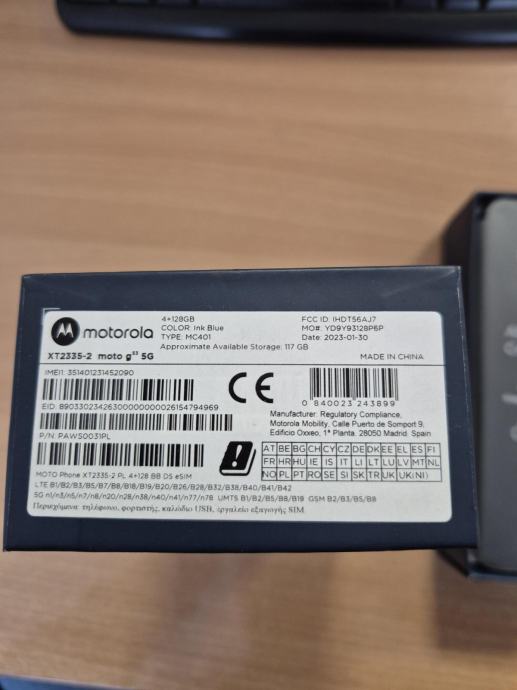 motorola
4+128GB
COLOR: Ink Blue
TYPE: MC401
Approximate Available Storage: 117 GB
FCC ID: IHDT56AJ7
MO#: YD9Y93128P6P
DATE: 2023-01-30
XT2335-2 moto g⁵³ 5G
MADE IN CHINA
IMEI1: 351401231452090
EID: 89033023426300000000026154794969
P/N: PAWS0031PL
CE
0 840023 243899
Manufacturer: Regulatory Compliance,
Motorola Mobility, Calle Puerto de Somport 9,
Edificio Oxxeo, 1ª Planta. 28050 Madrid. Spain
AT BE BG CH CY CZ DE DK EE EL ES FI
FR HR HU IE IS IT LI LT LU LV MT NL
NO PL PT RO SE SI SK TR UK UK(NI)
MOTO Phone XT2335-2 PL 4+128 BB DS eSIM
LTE B1/B2/B3/B5/B7/B8/B18/B19/B20/B26/B28/B32/B38/B40/B41/B42
5G n1/n3/n5/n7/n8/n20/n28/n38/n40/n41/n77/n78 UMTS B1/B2/B5/B8/B19 GSM B2/B3/B5/B8
Περιεχόμενα: τηλέφωνο, φορτιστής, καλώδιο USB, εργαλείο εξαγωγής SIM